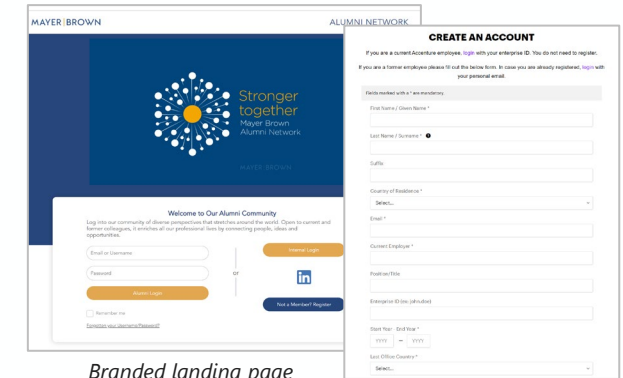 MAYER|BROWN
ALUMNI NETWORK
Stronger
together
Mayer Brown
Alumni Network
MAYER BROWN
Welcome to Our Alumni Community
Log into our community of diverse perspectives that stretches around the world. Open to current and
former colleagues, it enriches all our professional lives by connecting people, ideas and
opportunities.
Email or Username
Password
Alumni Login
Remember me
Forgotten your Username/Password?
or
Internal Login
in
Not a Member? Register
Branded landing page
CREATE AN ACCOUNT
If you are a current Accenture employee, login with your enterprise ID. You do not need to register.
If you are a former employee please fill out the below form. In case you are already registered, login with
your personal email.
Fields marked with a * are mandatory.
First Name / Given Name *
Last Name / Surname *
Suffix
Country of Residence *
Select...
Email *
Current Employer *
Position/Title
Enterprise ID (ex: john.doe)
Start Year - End Year *
YYYY – YYYY
Last Office Country *
Select...